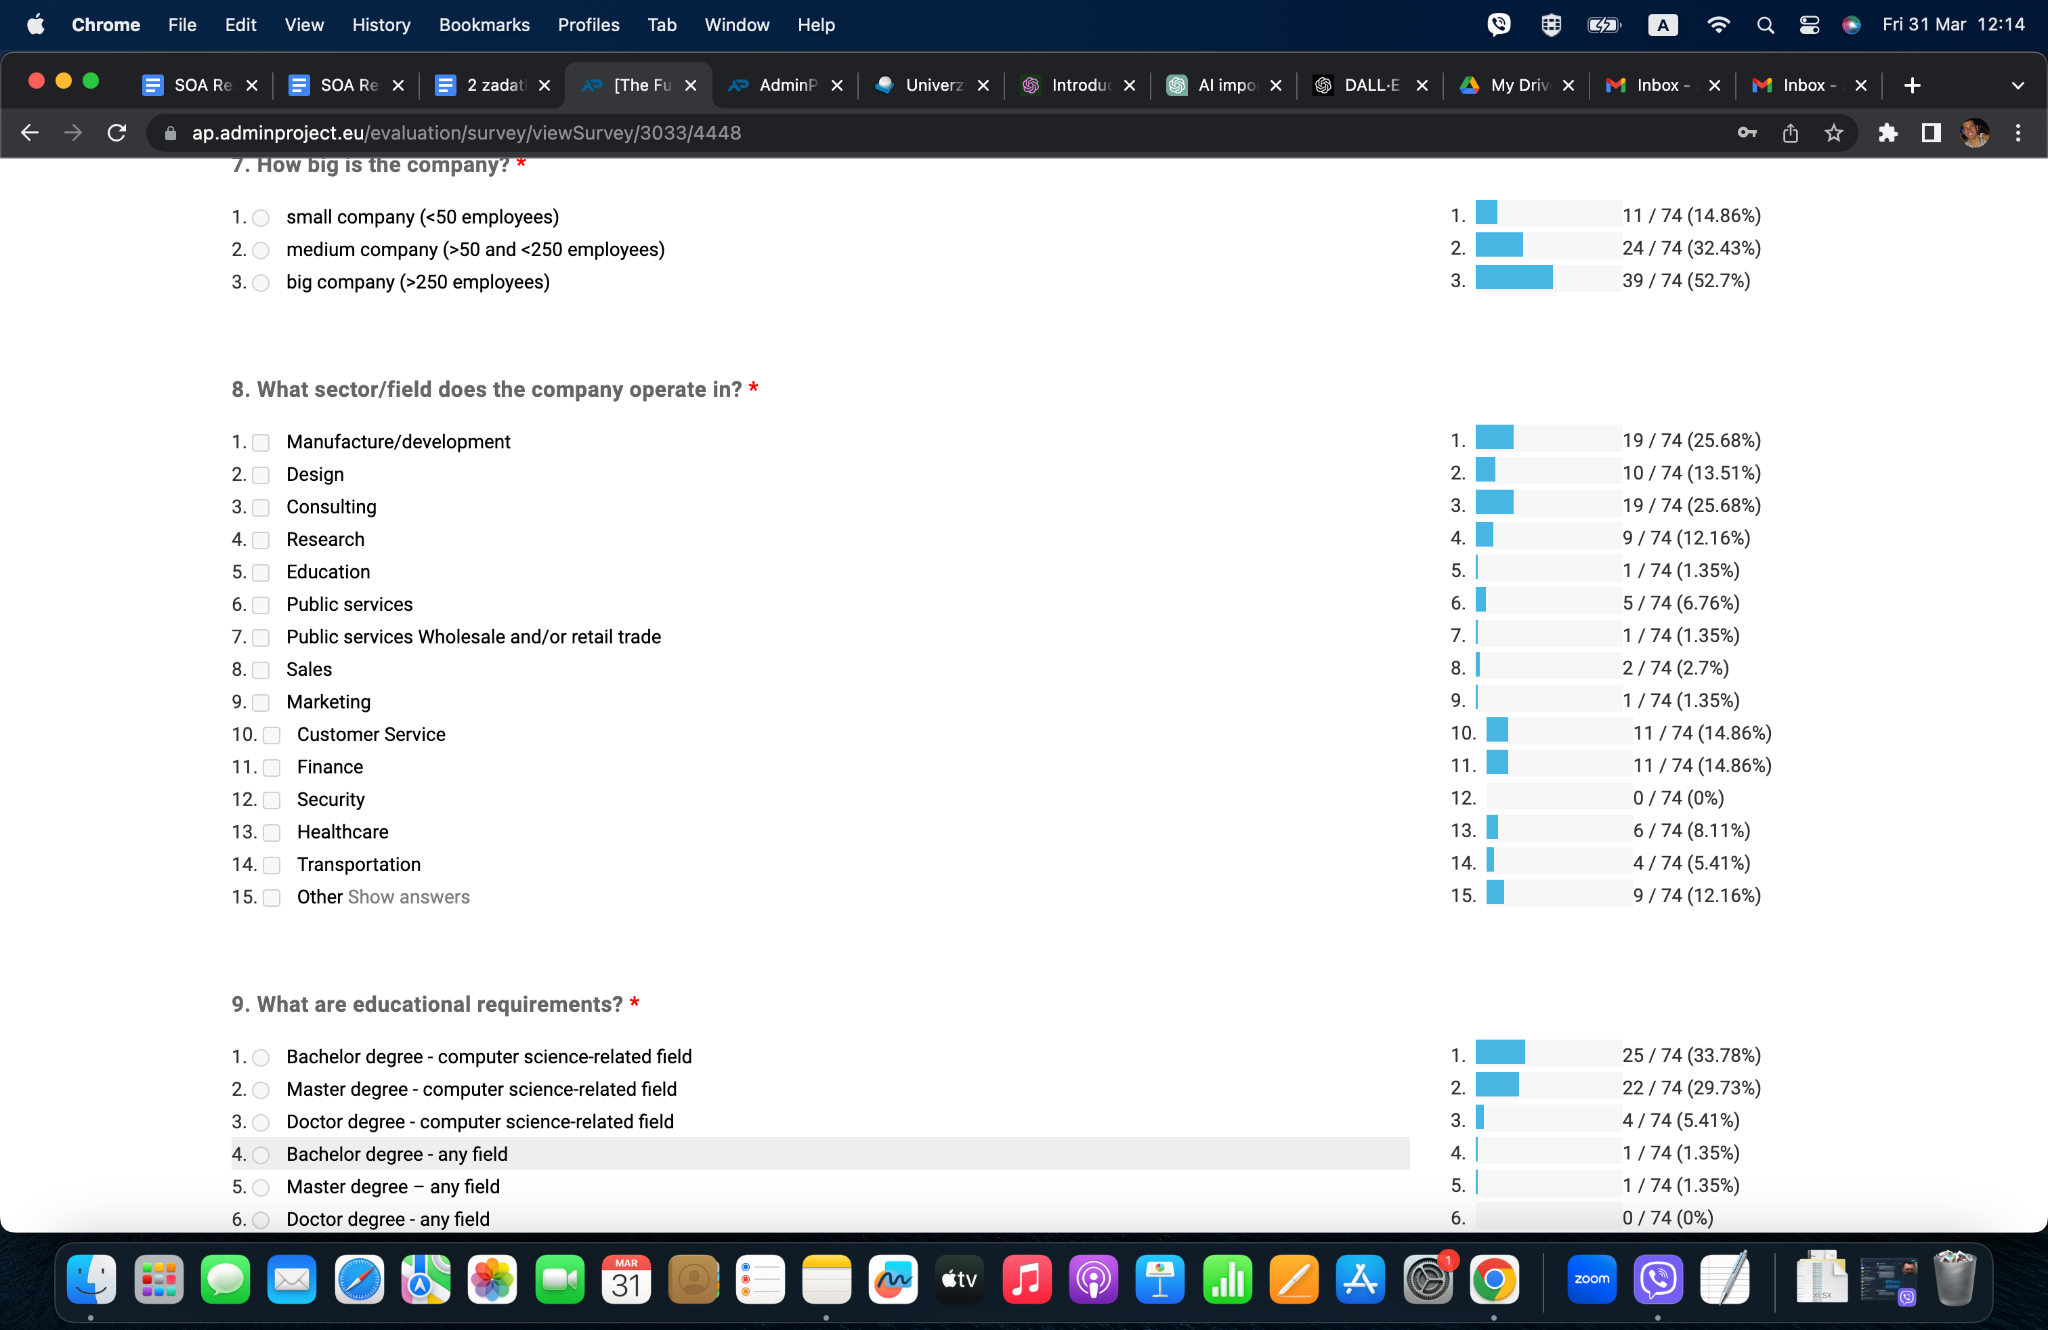 Chrome File Edit View History Bookmarks Profiles Tab Window Help A Fri 31 Mar 12:14
SOA Re SOA Re 2 zadat [The Fu AdminP Univerz Introduc AI impo DALL·E My Driv Inbox - Inbox -
ap.adminproject.eu/evaluation/survey/viewSurvey/3033/4448
7. How big is the company? *
1. small company (<50 employees) 1. 11 / 74 (14.86%)
2. medium company (>50 and <250 employees) 2. 24 / 74 (32.43%)
3. big company (>250 employees) 3. 39 / 74 (52.7%)
8. What sector/field does the company operate in? *
1. Manufacture/development 1. 19 / 74 (25.68%)
2. Design 2. 10 / 74 (13.51%)
3. Consulting 3. 19 / 74 (25.68%)
4. Research 4. 9 / 74 (12.16%)
5. Education 5. 1 / 74 (1.35%)
6. Public services 6. 5 / 74 (6.76%)
7. Public services Wholesale and/or retail trade 7. 1 / 74 (1.35%)
8. Sales 8. 2 / 74 (2.7%)
9. Marketing 9. 1 / 74 (1.35%)
10. Customer Service 10. 11 / 74 (14.86%)
11. Finance 11. 11 / 74 (14.86%)
12. Security 12. 0 / 74 (0%)
13. Healthcare 13. 6 / 74 (8.11%)
14. Transportation 14. 4 / 74 (5.41%)
15. Other Show answers 15. 9 / 74 (12.16%)
9. What are educational requirements? *
1. Bachelor degree - computer science-related field 1. 25 / 74 (33.78%)
2. Master degree - computer science-related field 2. 22 / 74 (29.73%)
3. Doctor degree - computer science-related field 3. 4 / 74 (5.41%)
4. Bachelor degree - any field 4. 1 / 74 (1.35%)
5. Master degree – any field 5. 1 / 74 (1.35%)
6. Doctor degree - any field 6. 0 / 74 (0%)
MAR
31
tv
1
zoom
XLSX